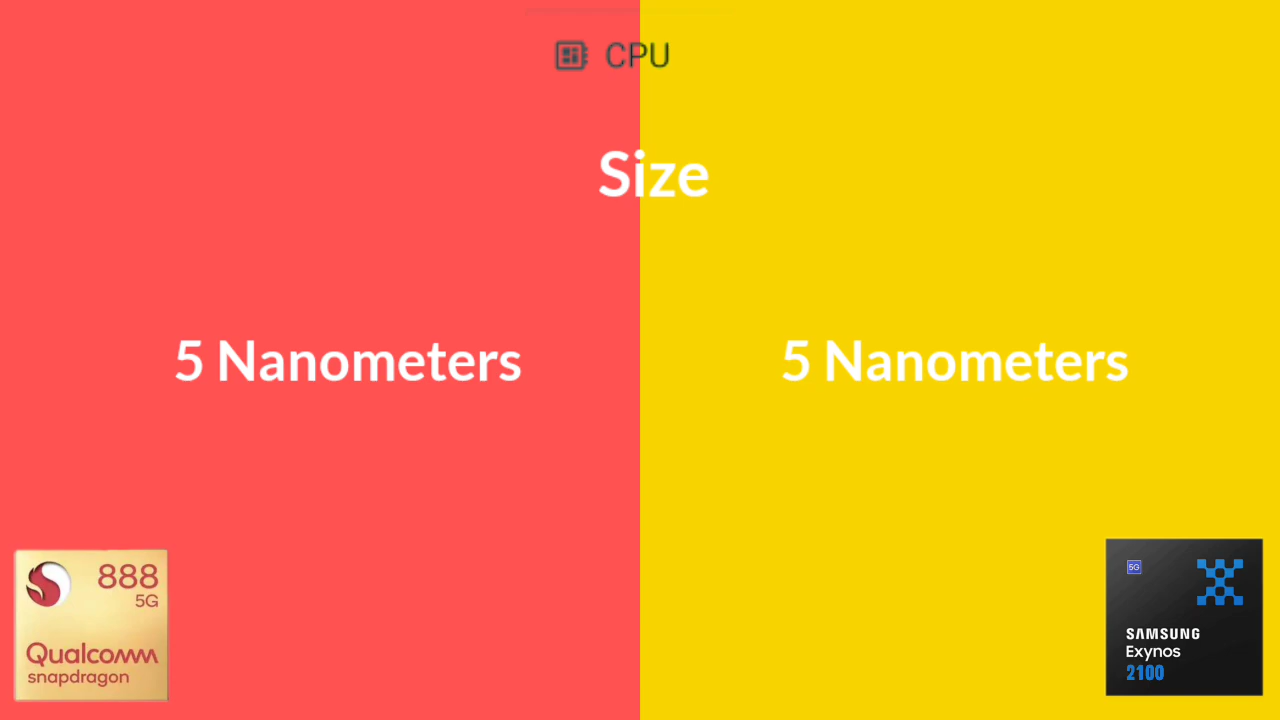 CPU
Size
5 Nanometers
5 Nanometers
888
5G
Qualcomm
snapdragon
5G
SAMSUNG
Exynos
2100